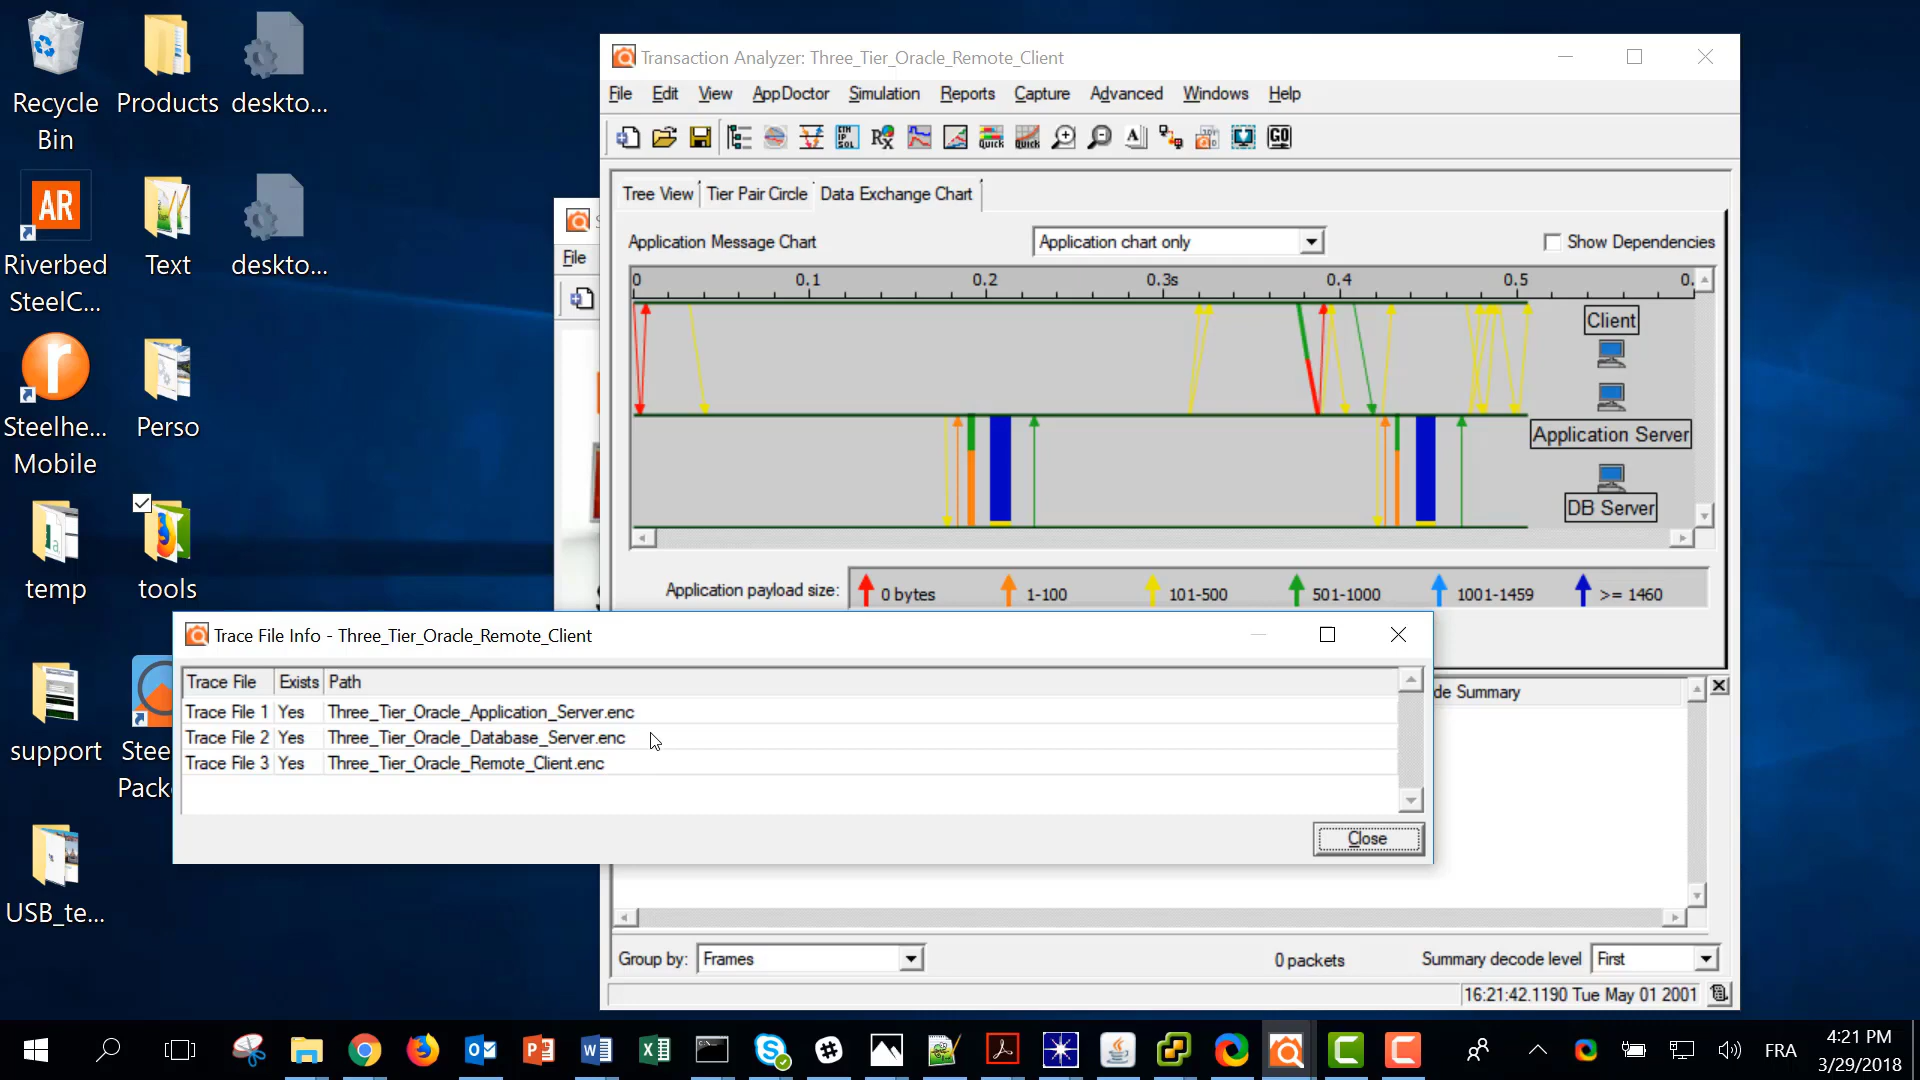 Recycle
Bin
Products
deskto...
AR
Riverbed
SteelC...
Text
deskto...
Steelhe...
Mobile
Perso
temp
tools
support
Stee
Pack
USB_te...
Transaction Analyzer: Three_Tier_Oracle_Remote_Client
File Edit View AppDoctor Simulation Reports Capture Advanced Windows Help
QUICK QUICK GO
File
Tree View Tier Pair Circle Data Exchange Chart
Application Message Chart Application chart only Show Dependencies
0 0.1 0.2 0.3s 0.4 0.5 0.
Client
Application Server
DB Server
Application payload size: 0 bytes 1-100 101-500 501-1000 1001-1459 >= 1460
Trace File Info - Three_Tier_Oracle_Remote_Client
Trace File Exists Path
Trace File 1 Yes Three_Tier_Oracle_Application_Server.enc
Trace File 2 Yes Three_Tier_Oracle_Database_Server.enc
Trace File 3 Yes Three_Tier_Oracle_Remote_Client.enc
Close
de Summary
Group by: Frames 0 packets Summary decode level First
16:21:42.1190 Tue May 01 2001
FRA
4:21 PM
3/29/2018